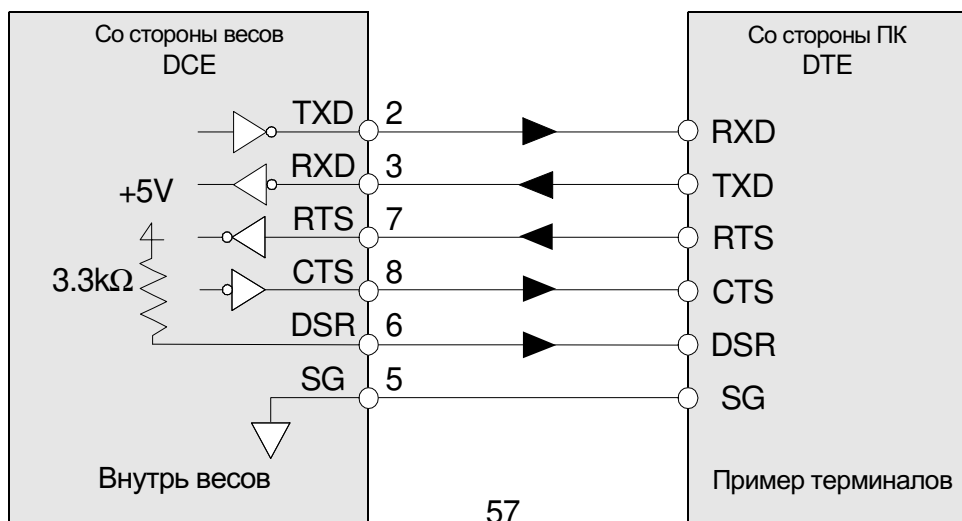 Со стороны весов
DCE
Со стороны ПК
DTE
TXD 2 RXD
RXD 3 TXD
+5V
RTS 7 RTS
3.3kΩ
CTS 8 CTS
DSR 6 DSR
SG 5 SG
Внутрь весов
Пример терминалов
57